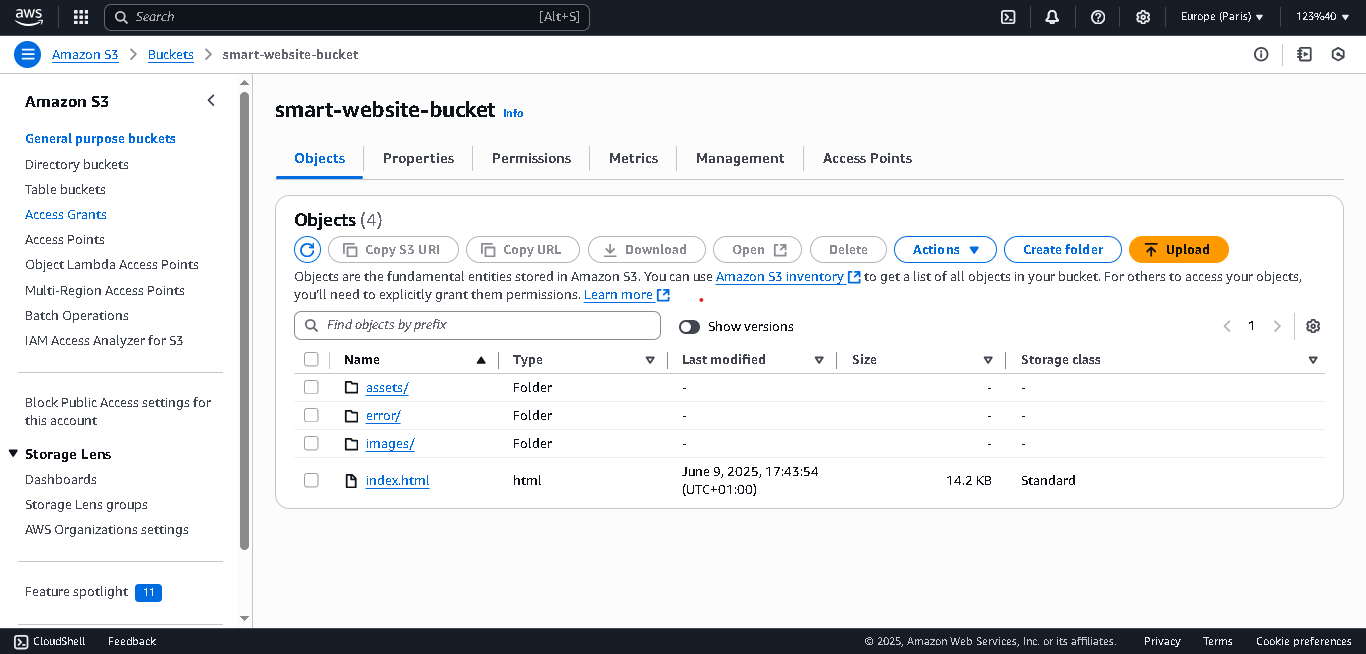 aws
Search [Alt+S]
Europe (Paris)
123%40
Amazon S3
Buckets
smart-website-bucket
Amazon S3
General purpose buckets
Directory buckets
Table buckets
Access Grants
Access Points
Object Lambda Access Points
Multi-Region Access Points
Batch Operations
IAM Access Analyzer for S3
Block Public Access settings for
this account
Storage Lens
Dashboards
Storage Lens groups
AWS Organizations settings
Feature spotlight 11
smart-website-bucket Info
Objects Properties Permissions Metrics Management Access Points
Objects (4)
Copy S3 URI Copy URL Download Open Delete Actions Create folder Upload
Objects are the fundamental entities stored in Amazon S3. You can use Amazon S3 inventory to get a list of all objects in your bucket. For others to access your objects,
you'll need to explicitly grant them permissions. Learn more
Find objects by prefix Show versions 1
Name Type Last modified Size Storage class
assets/ Folder - - -
error/ Folder - - -
images/ Folder - - -
index.html html June 9, 2025, 17:43:54 (UTC+01:00) 14.2 KB Standard
CloudShell Feedback © 2025, Amazon Web Services, Inc. or its affiliates. Privacy Terms Cookie preferences